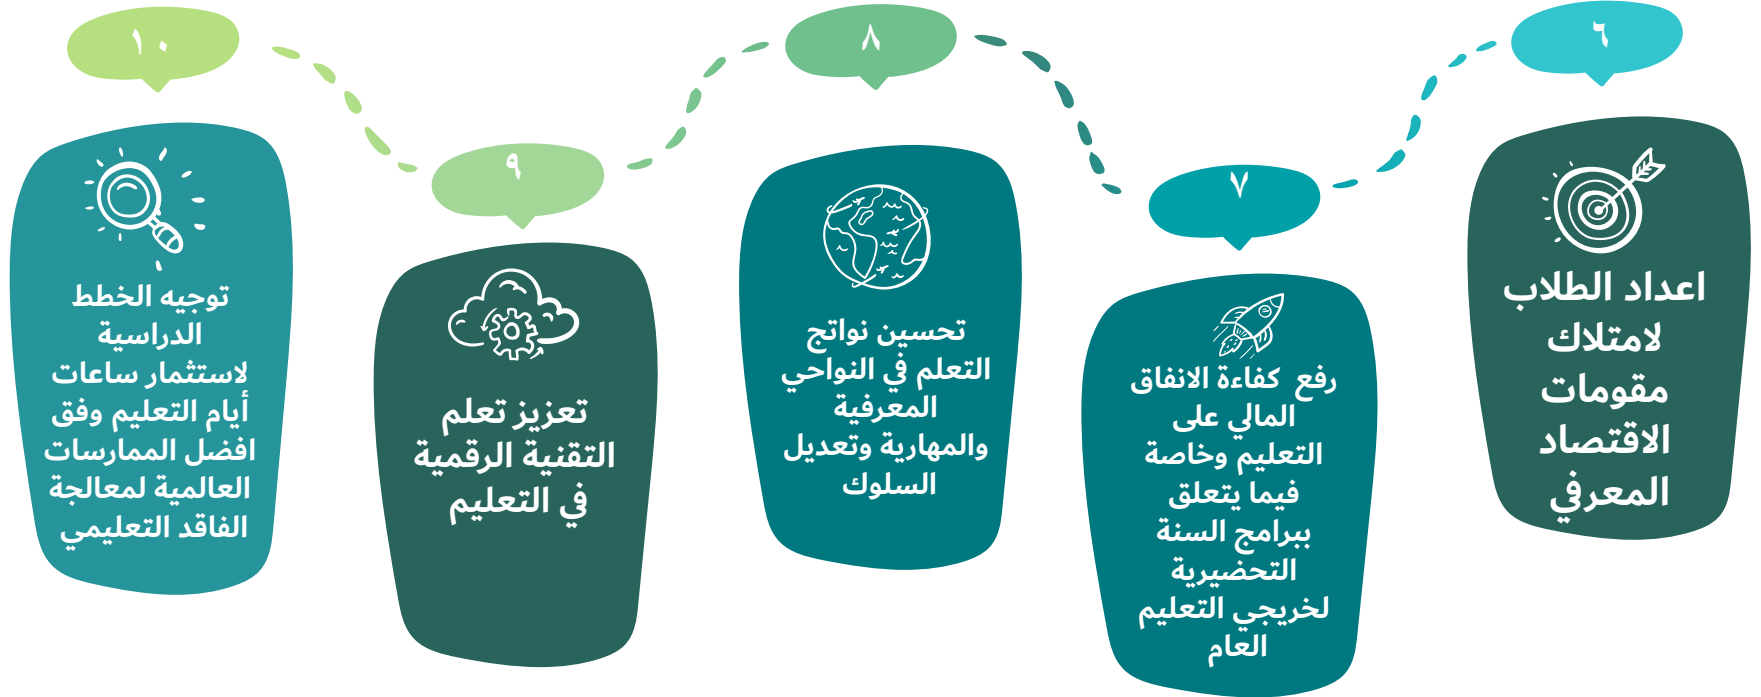 ٦
اعداد الطلاب
لامتلاك
مقومات
الاقتصاد
المعرفي
٧
رفع كفاءة الانفاق
المالي على
التعليم وخاصة
فيما يتعلق
ببرامج السنة
التحضيرية
لخريجي التعليم
العام
٨
تحسين نواتج
التعلم في النواحي
المعرفية
والمهارية وتعديل
السلوك
٩
تعزيز تعلم
التقنية الرقمية
في التعليم
١٠
توجيه الخطط
الدراسية
لاستثمار ساعات
أيام التعليم وفق
افضل الممارسات
العالمية لمعالجة
الفاقد التعليمي